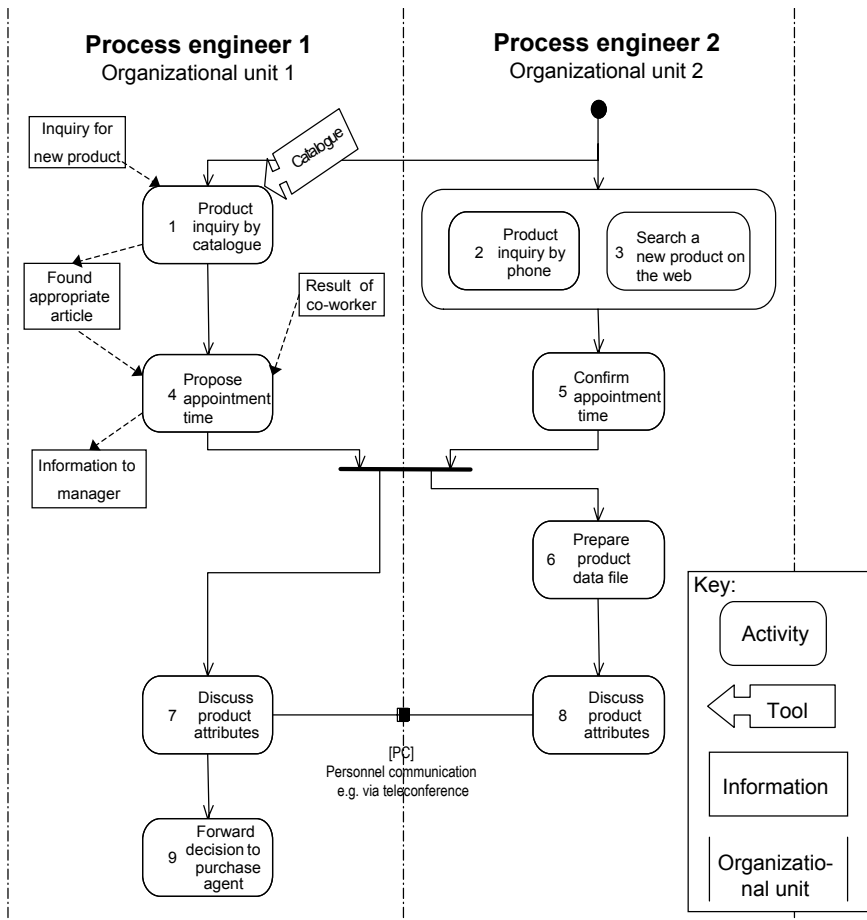 Process engineer 1
Organizational unit 1
Process engineer 2
Organizational unit 2
Inquiry for
new product
Catalogue
1
Product
inquiry by
catalogue
2
Product
inquiry by
phone
3
Search a
new product on
the web
Found
appropriate
article
Result of
co-worker
4
Propose
appointment
time
5
Confirm
appointment
time
Information to
manager
6
Prepare
product
data file
7
Discuss
product
attributes
8
Discuss
product
attributes
[PC]
Personnel communication
e.g. via teleconference
9
Forward
decision to
purchase
agent
Key:
Activity
Tool
Information
Organizatio-
nal unit